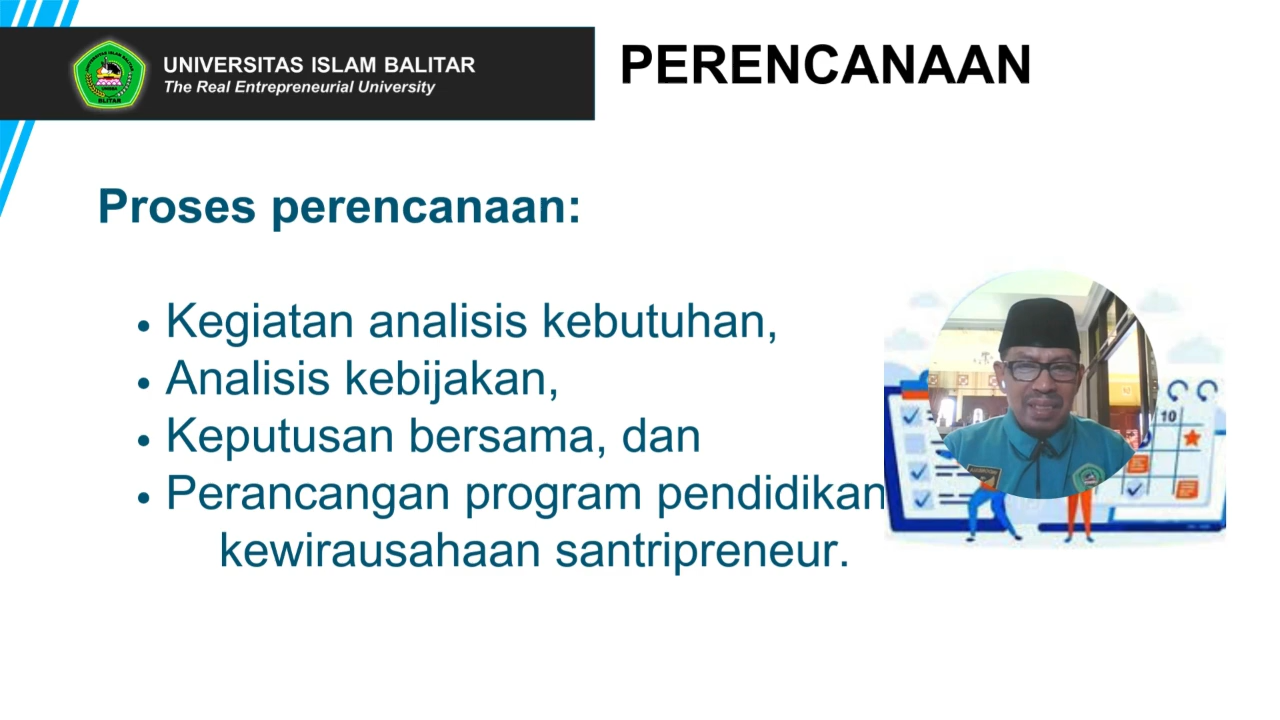 UNIVERSITAS ISLAM BALITAR
The Real Entrepreneurial University
PERENCANAAN
Proses perencanaan:
• Kegiatan analisis kebutuhan,
• Analisis kebijakan,
• Keputusan bersama, dan
• Perancangan program pendidikan
kewirausahaan santripreneur.
10